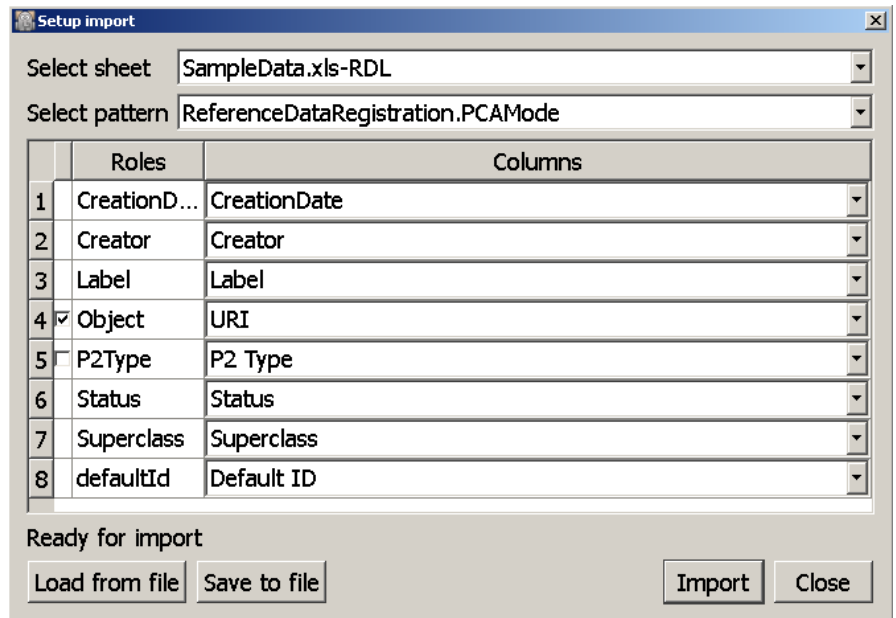 Setup import
Select sheet SampleData.xls-RDL
Select pattern ReferenceDataRegistration.PCAMode
Roles Columns
1 CreationD... CreationDate
2 Creator Creator
3 Label Label
4 Object URI
5 P2Type P2 Type
6 Status Status
7 Superclass Superclass
8 defaultId Default ID
Ready for import
Load from file Save to file Import Close